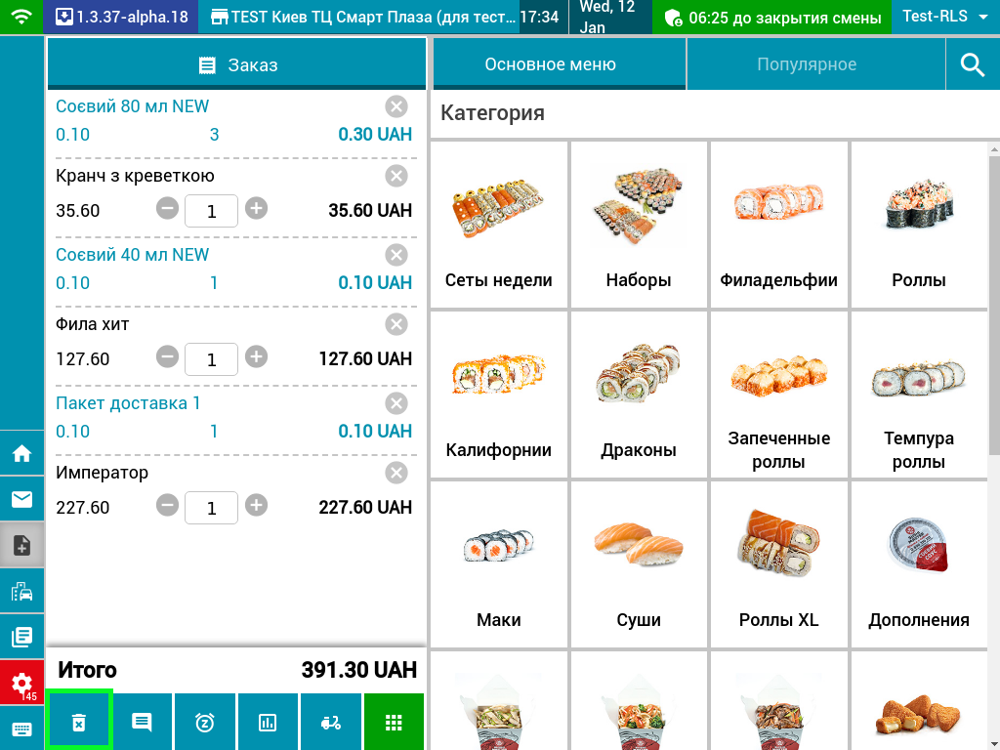 1.3.37-alpha.18
TEST Киев ТЦ Смарт Плаза (для тест...
17:34
Wed, 12
Jan
06:25 до закрытия смены
Test-RLS
Заказ
Основное меню
Популярное
Соєвий 80 мл NEW
0.10 3 0.30 UAH
Кранч з креветкою
35.60 1 35.60 UAH
Соєвий 40 мл NEW
0.10 1 0.10 UAH
Фила хит
127.60 1 127.60 UAH
Пакет доставка 1
0.10 1 0.10 UAH
Император
227.60 1 227.60 UAH
Итого 391.30 UAH
145
Категория
Сеты недели
Наборы
Филадельфии
Роллы
Калифорнии
Драконы
Запеченные
роллы
Темпура
роллы
Маки
Суши
Роллы XL
Дополнения